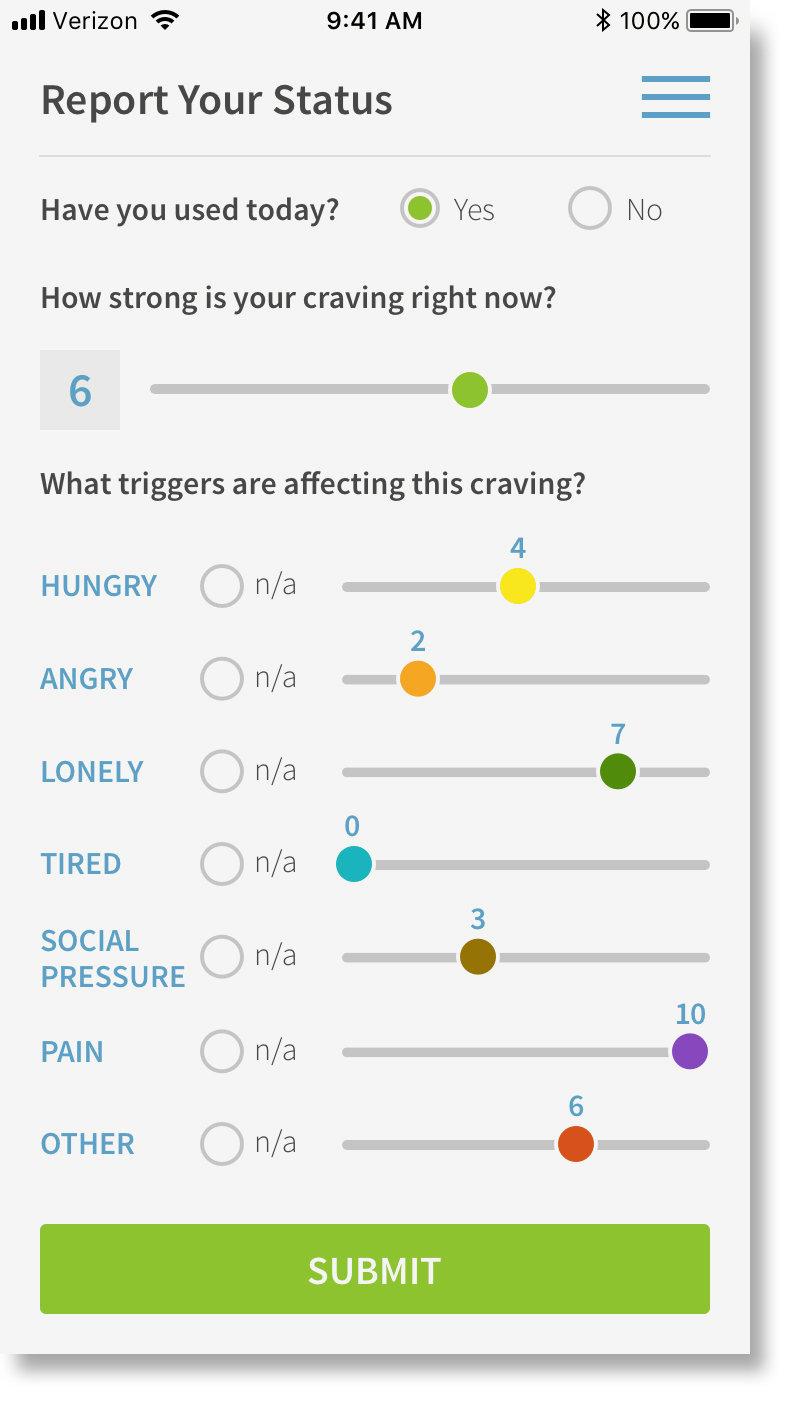 Verizon 9:41 AM 100%
Report Your Status
Have you used today? Yes No
How strong is your craving right now?
6
What triggers are affecting this craving?
4
HUNGRY n/a
2
ANGRY n/a
7
LONELY n/a
0
TIRED n/a
3
SOCIAL
PRESSURE n/a
10
PAIN n/a
6
OTHER n/a
SUBMIT